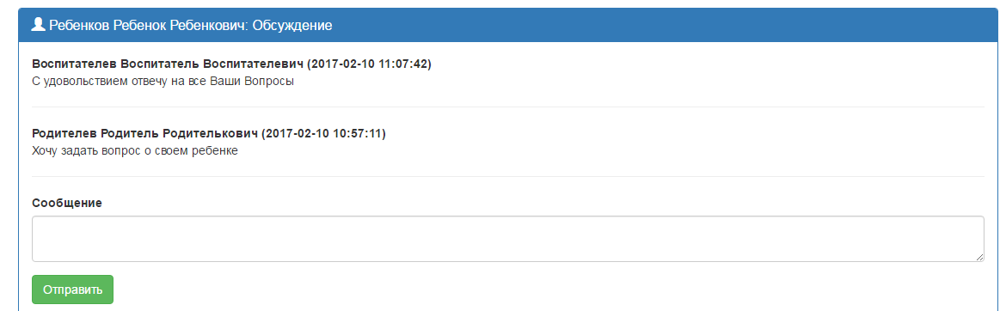 Ребенков Ребенок Ребенкович: Обсуждение
Воспитателев Воспитатель Воспитателевич (2017-02-10 11:07:42)
С удовольствием отвечу на все Ваши Вопросы
Родителев Родитель Родителькович (2017-02-10 10:57:11)
Хочу задать вопрос о своем ребенке
Сообщение
Отправить